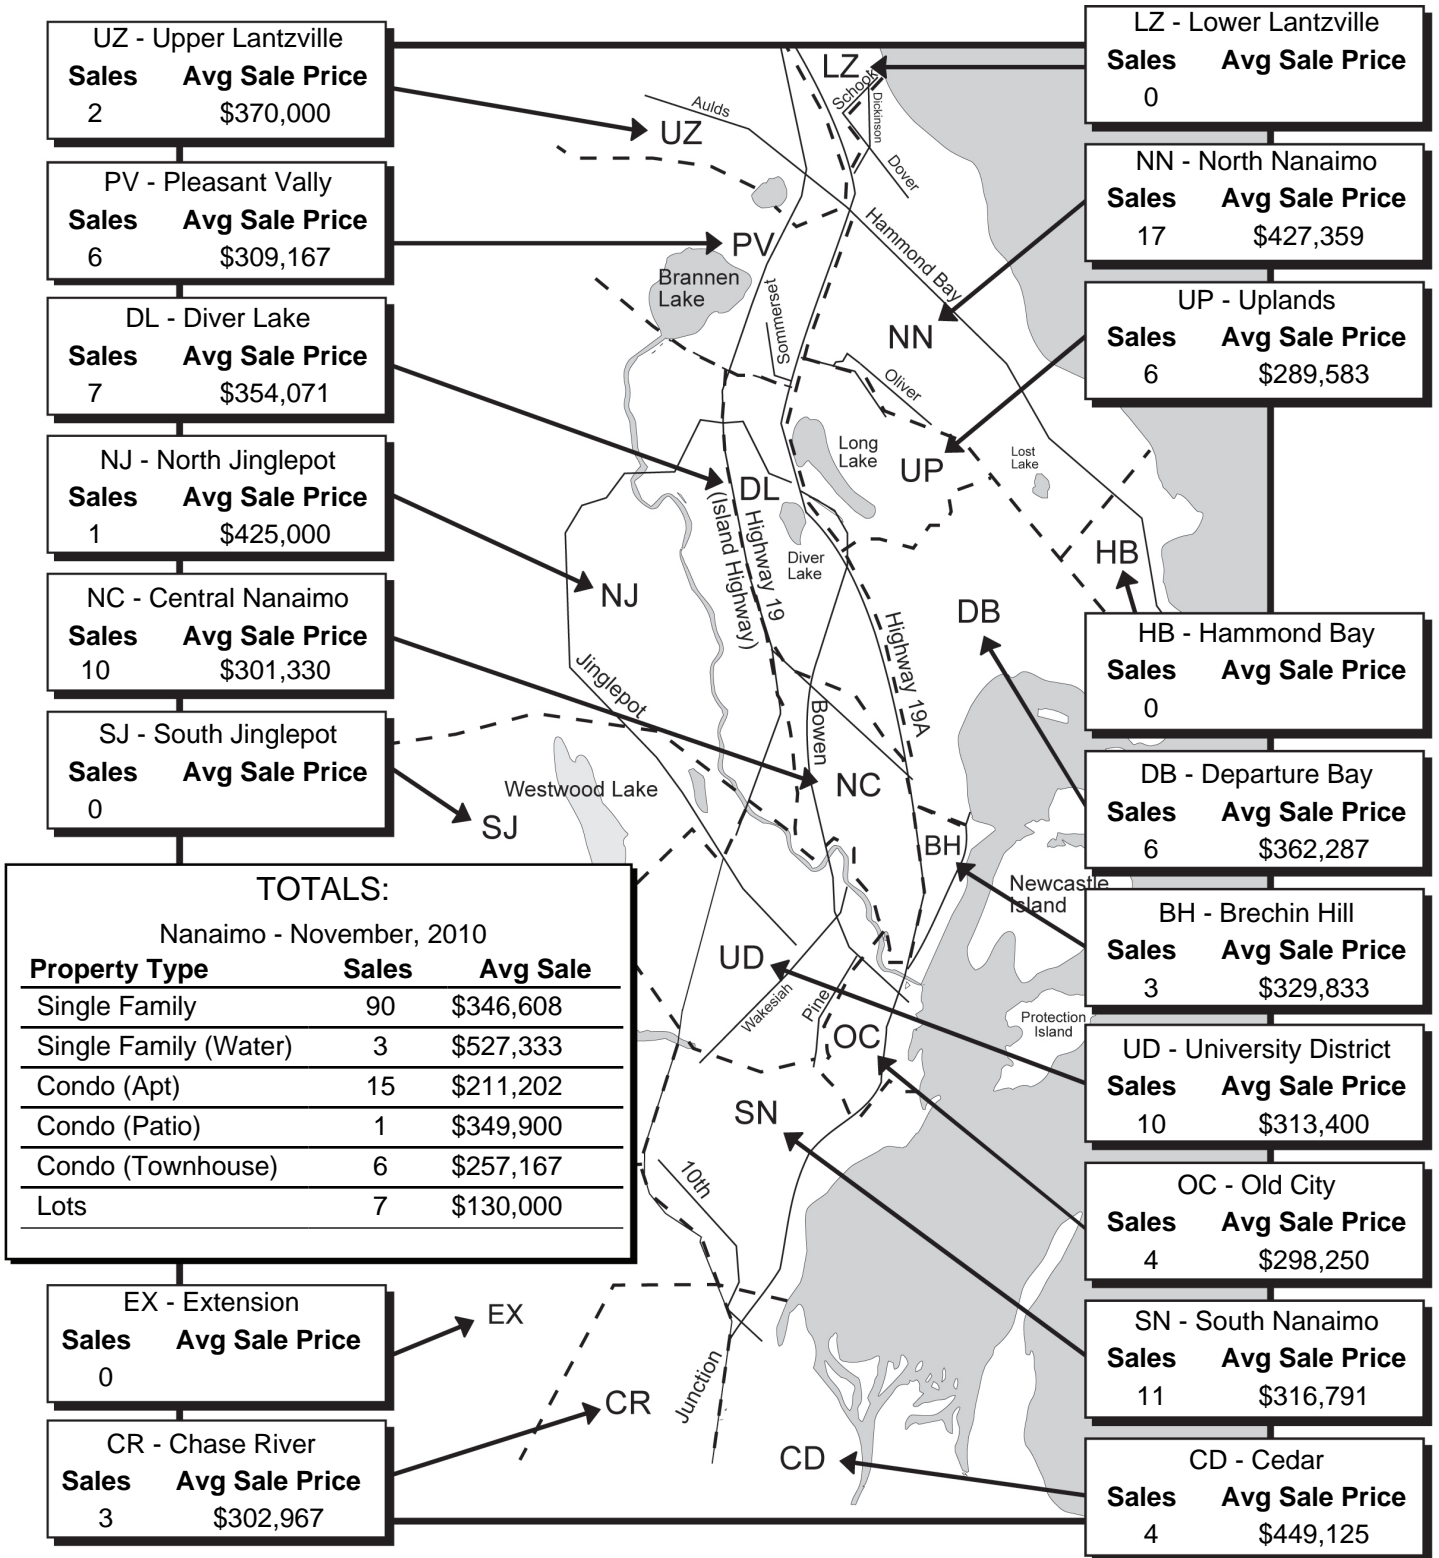 UZ - Upper Lantzville
Sales Avg Sale Price
2 $370,000
PV - Pleasant Vally
Sales Avg Sale Price
6 $309,167
DL - Diver Lake
Sales Avg Sale Price
7 $354,071
NJ - North Jinglepot
Sales Avg Sale Price
1 $425,000
NC - Central Nanaimo
Sales Avg Sale Price
10 $301,330
SJ - South Jinglepot
Sales Avg Sale Price
0
TOTALS:
Nanaimo - November, 2010
Property Type Sales Avg Sale
Single Family 90 $346,608
Single Family (Water) 3 $527,333
Condo (Apt) 15 $211,202
Condo (Patio) 1 $349,900
Condo (Townhouse) 6 $257,167
Lots 7 $130,000
EX - Extension
Sales Avg Sale Price
0
CR - Chase River
Sales Avg Sale Price
3 $302,967
LZ
Schook
Dickinson
Aulds
UZ
Dover
Hammond Bay
PV
Brannen
Lake
Sommerset
NN
Oliver
Long
Lake
UP
Lost
Lake
DL
Highway 19
(Island Highway)
Diver
Lake
HB
NJ
DB
Highway 19A
Jinglepot
Bowen
NC
Westwood Lake
SJ
BH
Newcastle
Island
UD
Wakesiah
Pine
Protection
Island
OC
SN
10th
EX
Junction
CR
CD
LZ - Lower Lantzville
Sales Avg Sale Price
0
NN - North Nanaimo
Sales Avg Sale Price
17 $427,359
UP - Uplands
Sales Avg Sale Price
6 $289,583
HB - Hammond Bay
Sales Avg Sale Price
0
DB - Departure Bay
Sales Avg Sale Price
6 $362,287
BH - Brechin Hill
Sales Avg Sale Price
3 $329,833
UD - University District
Sales Avg Sale Price
10 $313,400
OC - Old City
Sales Avg Sale Price
4 $298,250
SN - South Nanaimo
Sales Avg Sale Price
11 $316,791
CD - Cedar
Sales Avg Sale Price
4 $449,125